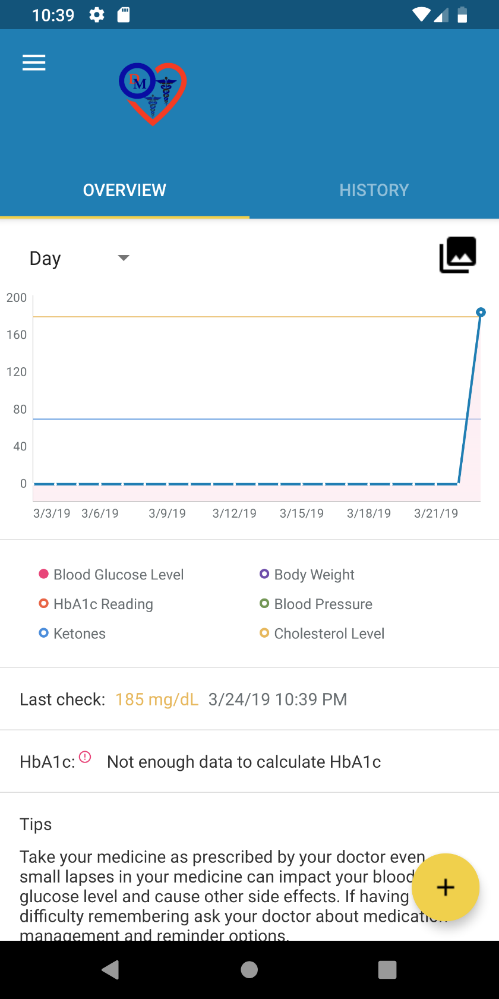 10:39
DM
OVERVIEW HISTORY
Day
200
160
120
80
40
0
3/3/19 3/6/19 3/9/19 3/12/19 3/15/19 3/18/19 3/21/19
Blood Glucose Level Body Weight
HbA1c Reading Blood Pressure
Ketones Cholesterol Level
Last check: 185 mg/dL 3/24/19 10:39 PM
HbA1c: Not enough data to calculate HbA1c
Tips
Take your medicine as prescribed by your doctor even
small lapses in your medicine can impact your blood
glucose level and cause other side effects. If having
difficulty remembering ask your doctor about medication
management and reminder options.